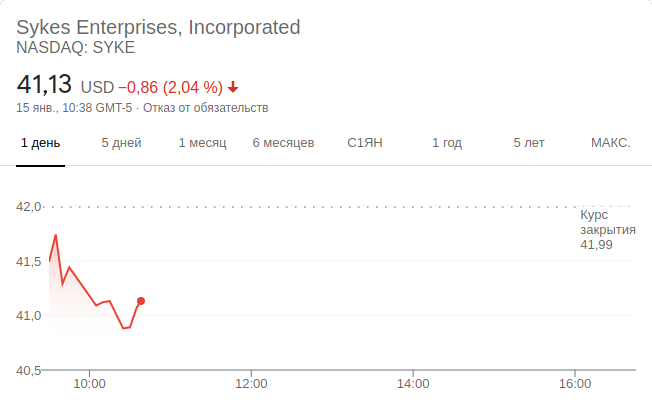 Sykes Enterprises, Incorporated
NASDAQ: SYKE
41,13 USD −0,86 (2,04 %)
15 янв., 10:38 GMT-5 · Отказ от обязательств
1 день 5 дней 1 месяц 6 месяцев С1ЯН 1 год 5 лет МАКС.
42,0
Курс
закрытия
41,99
41,5
41,0
40,5
10:00 12:00 14:00 16:00